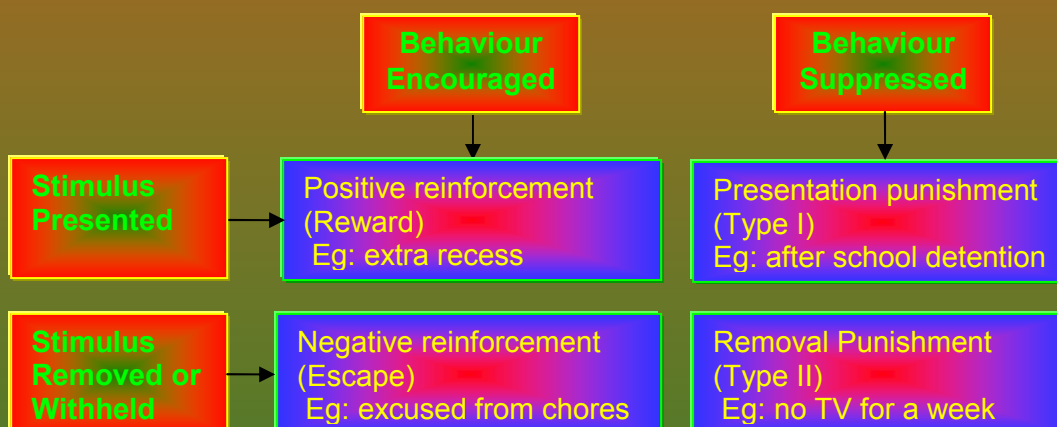 Behaviour
Encouraged
Behaviour
Suppressed
Stimulus
Presented
Positive reinforcement
(Reward)
Eg: extra recess
Presentation punishment
(Type I)
Eg: after school detention
Stimulus
Removed or
Withheld
Negative reinforcement
(Escape)
Eg: excused from chores
Removal Punishment
(Type II)
Eg: no TV for a week